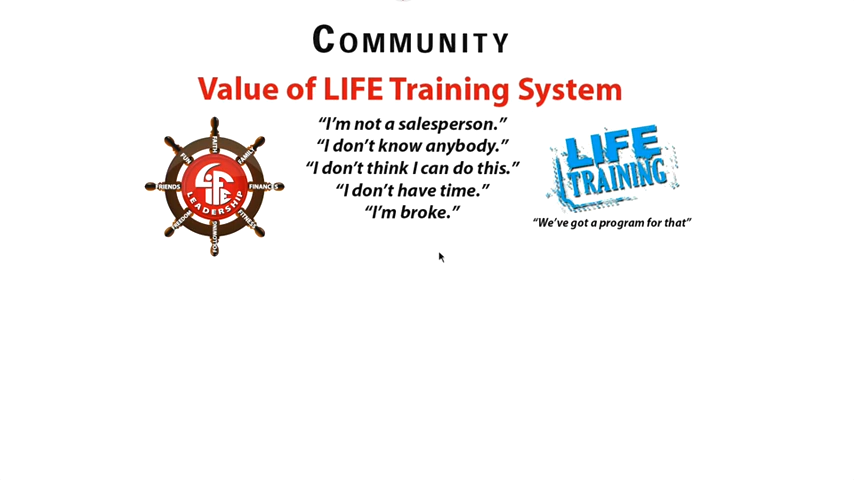 COMMUNITY
Value of LIFE Training System
“I’m not a salesperson.”
“I don’t know anybody.”
“I don’t think I can do this.”
“I don’t have time.”
“I’m broke.”
FAITH
FAMILY
FINANCES
FITNESS
FOLLOWING
FREEDOM
FRIENDS
FUN
LIFE
LEADERSHIP
LIFE
TRAINING
“We’ve got a program for that”